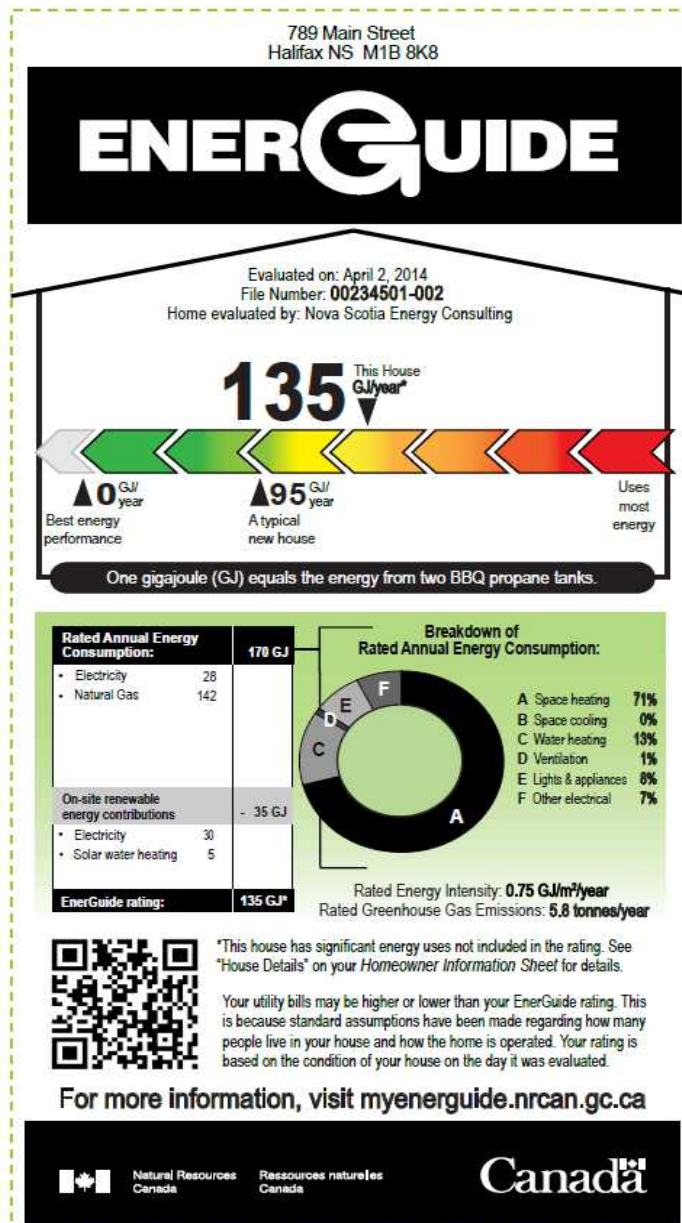 789 Main Street
Halifax NS  M1B 8K8
ENERGUIDE
Evaluated on: April 2, 2014
File Number: 00234501-002
Home evaluated by: Nova Scotia Energy Consulting
135 This House
GJ/year*
0 GJ/
year
Best energy
performance
95 GJ/
year
A typical
new house
Uses
most
energy
One gigajoule (GJ) equals the energy from two BBQ propane tanks.
Rated Annual Energy
Consumption: 170 GJ
• Electricity 28
• Natural Gas 142
On-site renewable
energy contributions - 35 GJ
• Electricity 30
• Solar water heating 5
EnerGuide rating: 135 GJ*
Breakdown of
Rated Annual Energy Consumption:
F
E
D
C
A
A Space heating 71%
B Space cooling 0%
C Water heating 13%
D Ventilation 1%
E Lights & appliances 8%
F Other electrical 7%
Rated Energy Intensity: 0.75 GJ/m²/year
Rated Greenhouse Gas Emissions: 5.8 tonnes/year
*This house has significant energy uses not included in the rating. See
"House Details" on your Homeowner Information Sheet for details.
Your utility bills may be higher or lower than your EnerGuide rating. This
is because standard assumptions have been made regarding how many
people live in your house and how the home is operated. Your rating is
based on the condition of your house on the day it was evaluated.
For more information, visit myenerguide.nrcan.gc.ca
Natural Resources
Canada
Ressources naturelles
Canada
Canada